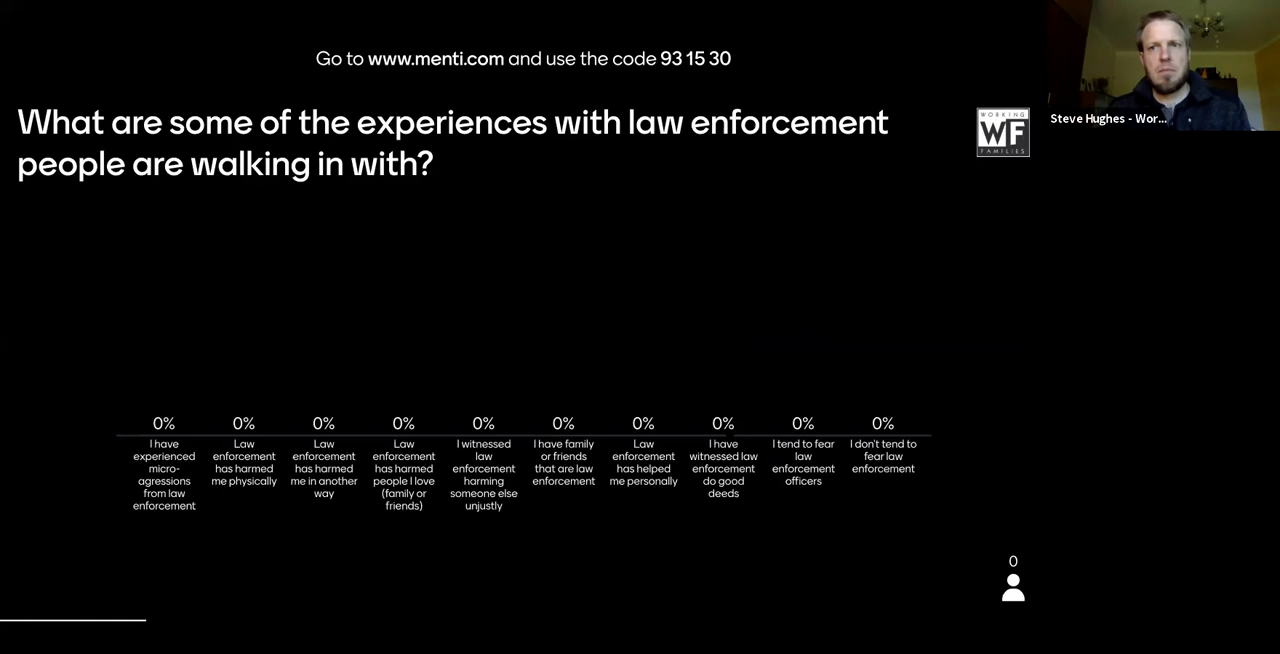 Go to www.menti.com and use the code 93 15 30
What are some of the experiences with law enforcement
people are walking in with?
WORKING
WF
FAMILIES
Steve Hughes - Wor...
0%
I have
experienced
micro-
agressions
from law
enforcement
0%
Law
enforcement
has harmed
me physically
0%
Law
enforcement
has harmed
me in another
way
0%
Law
enforcement
has harmed
people I love
(family or
friends)
0%
I witnessed
law
enforcement
harming
someone else
unjustly
0%
I have family
or friends
that are law
enforcement
0%
Law
enforcement
has helped
me personally
0%
I have
witnessed law
enforcement
do good
deeds
0%
I tend to fear
law
enforcement
officers
0%
I don't tend to
fear law
enforcement
0